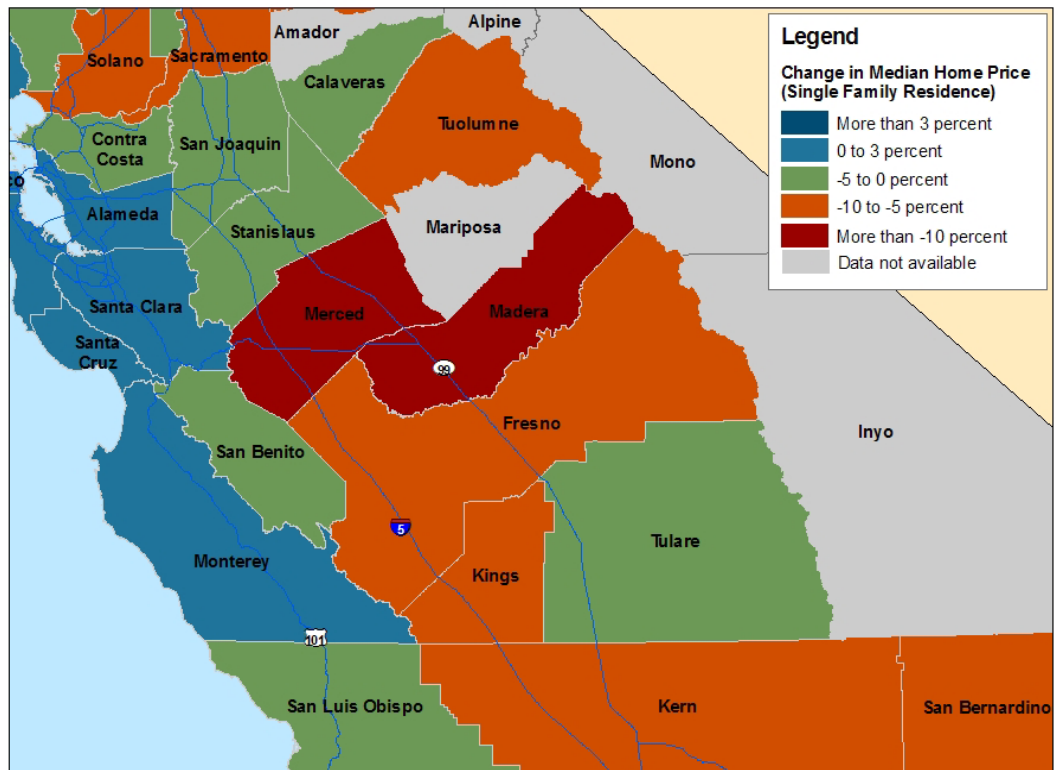 Legend
Change in Median Home Price
(Single Family Residence)
More than 3 percent
0 to 3 percent
-5 to 0 percent
-10 to -5 percent
More than -10 percent
Data not available
Alpine
Amador
Solano
Sacramento
Calaveras
Tuolumne
Contra
Costa
San Joaquin
Mono
co
Alameda
Stanislaus
Mariposa
Santa Clara
Merced
Madera
Santa
Cruz
99
Fresno
Inyo
San Benito
5
Tulare
Monterey
Kings
101
San Luis Obispo
Kern
San Bernardino